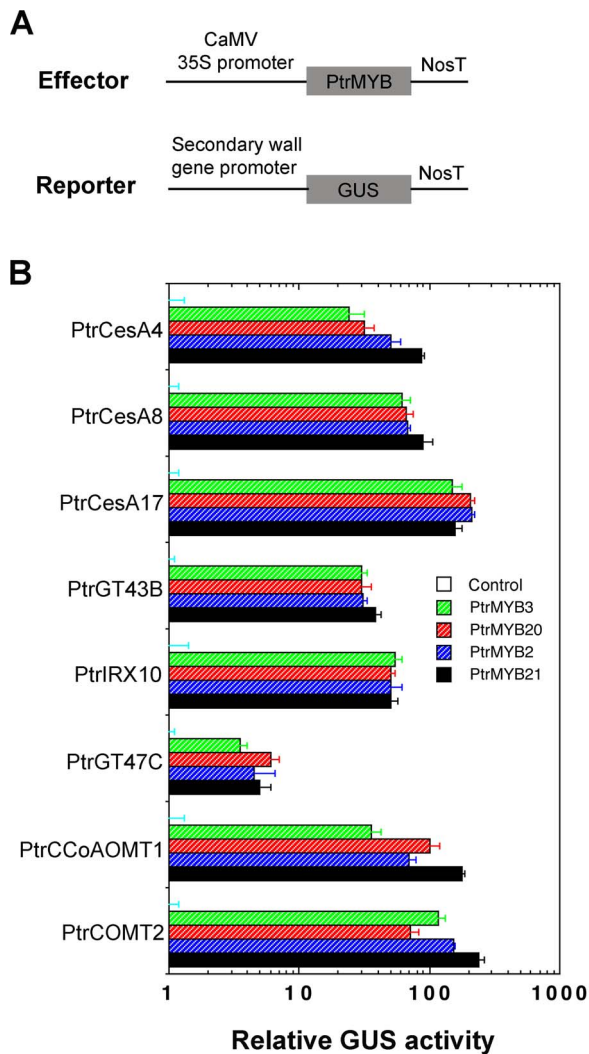 A
CaMV
35S promoter
NosT
Effector
PtrMYB
Secondary wall
gene promoter
NosT
Reporter
GUS
B
PtrCesA4
PtrCesA8
PtrCesA17
PtrGT43B
PtrIRX10
PtrGT47C
PtrCCoAOMT1
PtrCOMT2
Control
PtrMYB3
PtrMYB20
PtrMYB2
PtrMYB21
1 10 100 1000
Relative GUS activity